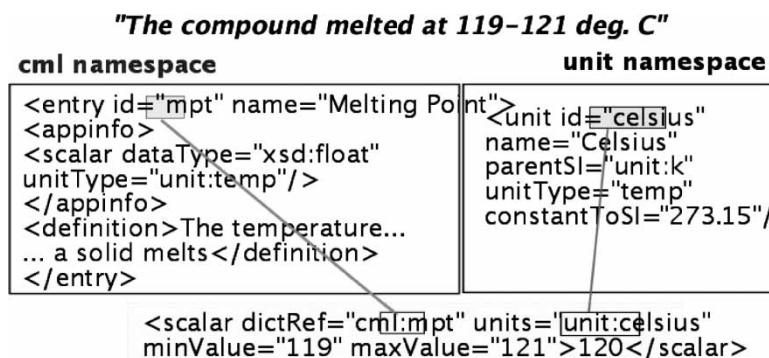 "The compound melted at 119–121 deg. C"
cml namespace
<entry id="mpt" name="Melting Point">
<appinfo>
<scalar dataType="xsd:float"
unitType="unit:temp"/>
</appinfo>
<definition>The temperature...
... a solid melts</definition>
</entry>
unit namespace
<unit id="celsius"
name="Celsius"
parentSI="unit:k"
unitType="temp"
constantToSI="273.15"/
<scalar dictRef="cml:mpt" units="unit:celsius"
minValue="119" maxValue="121">120</scalar>